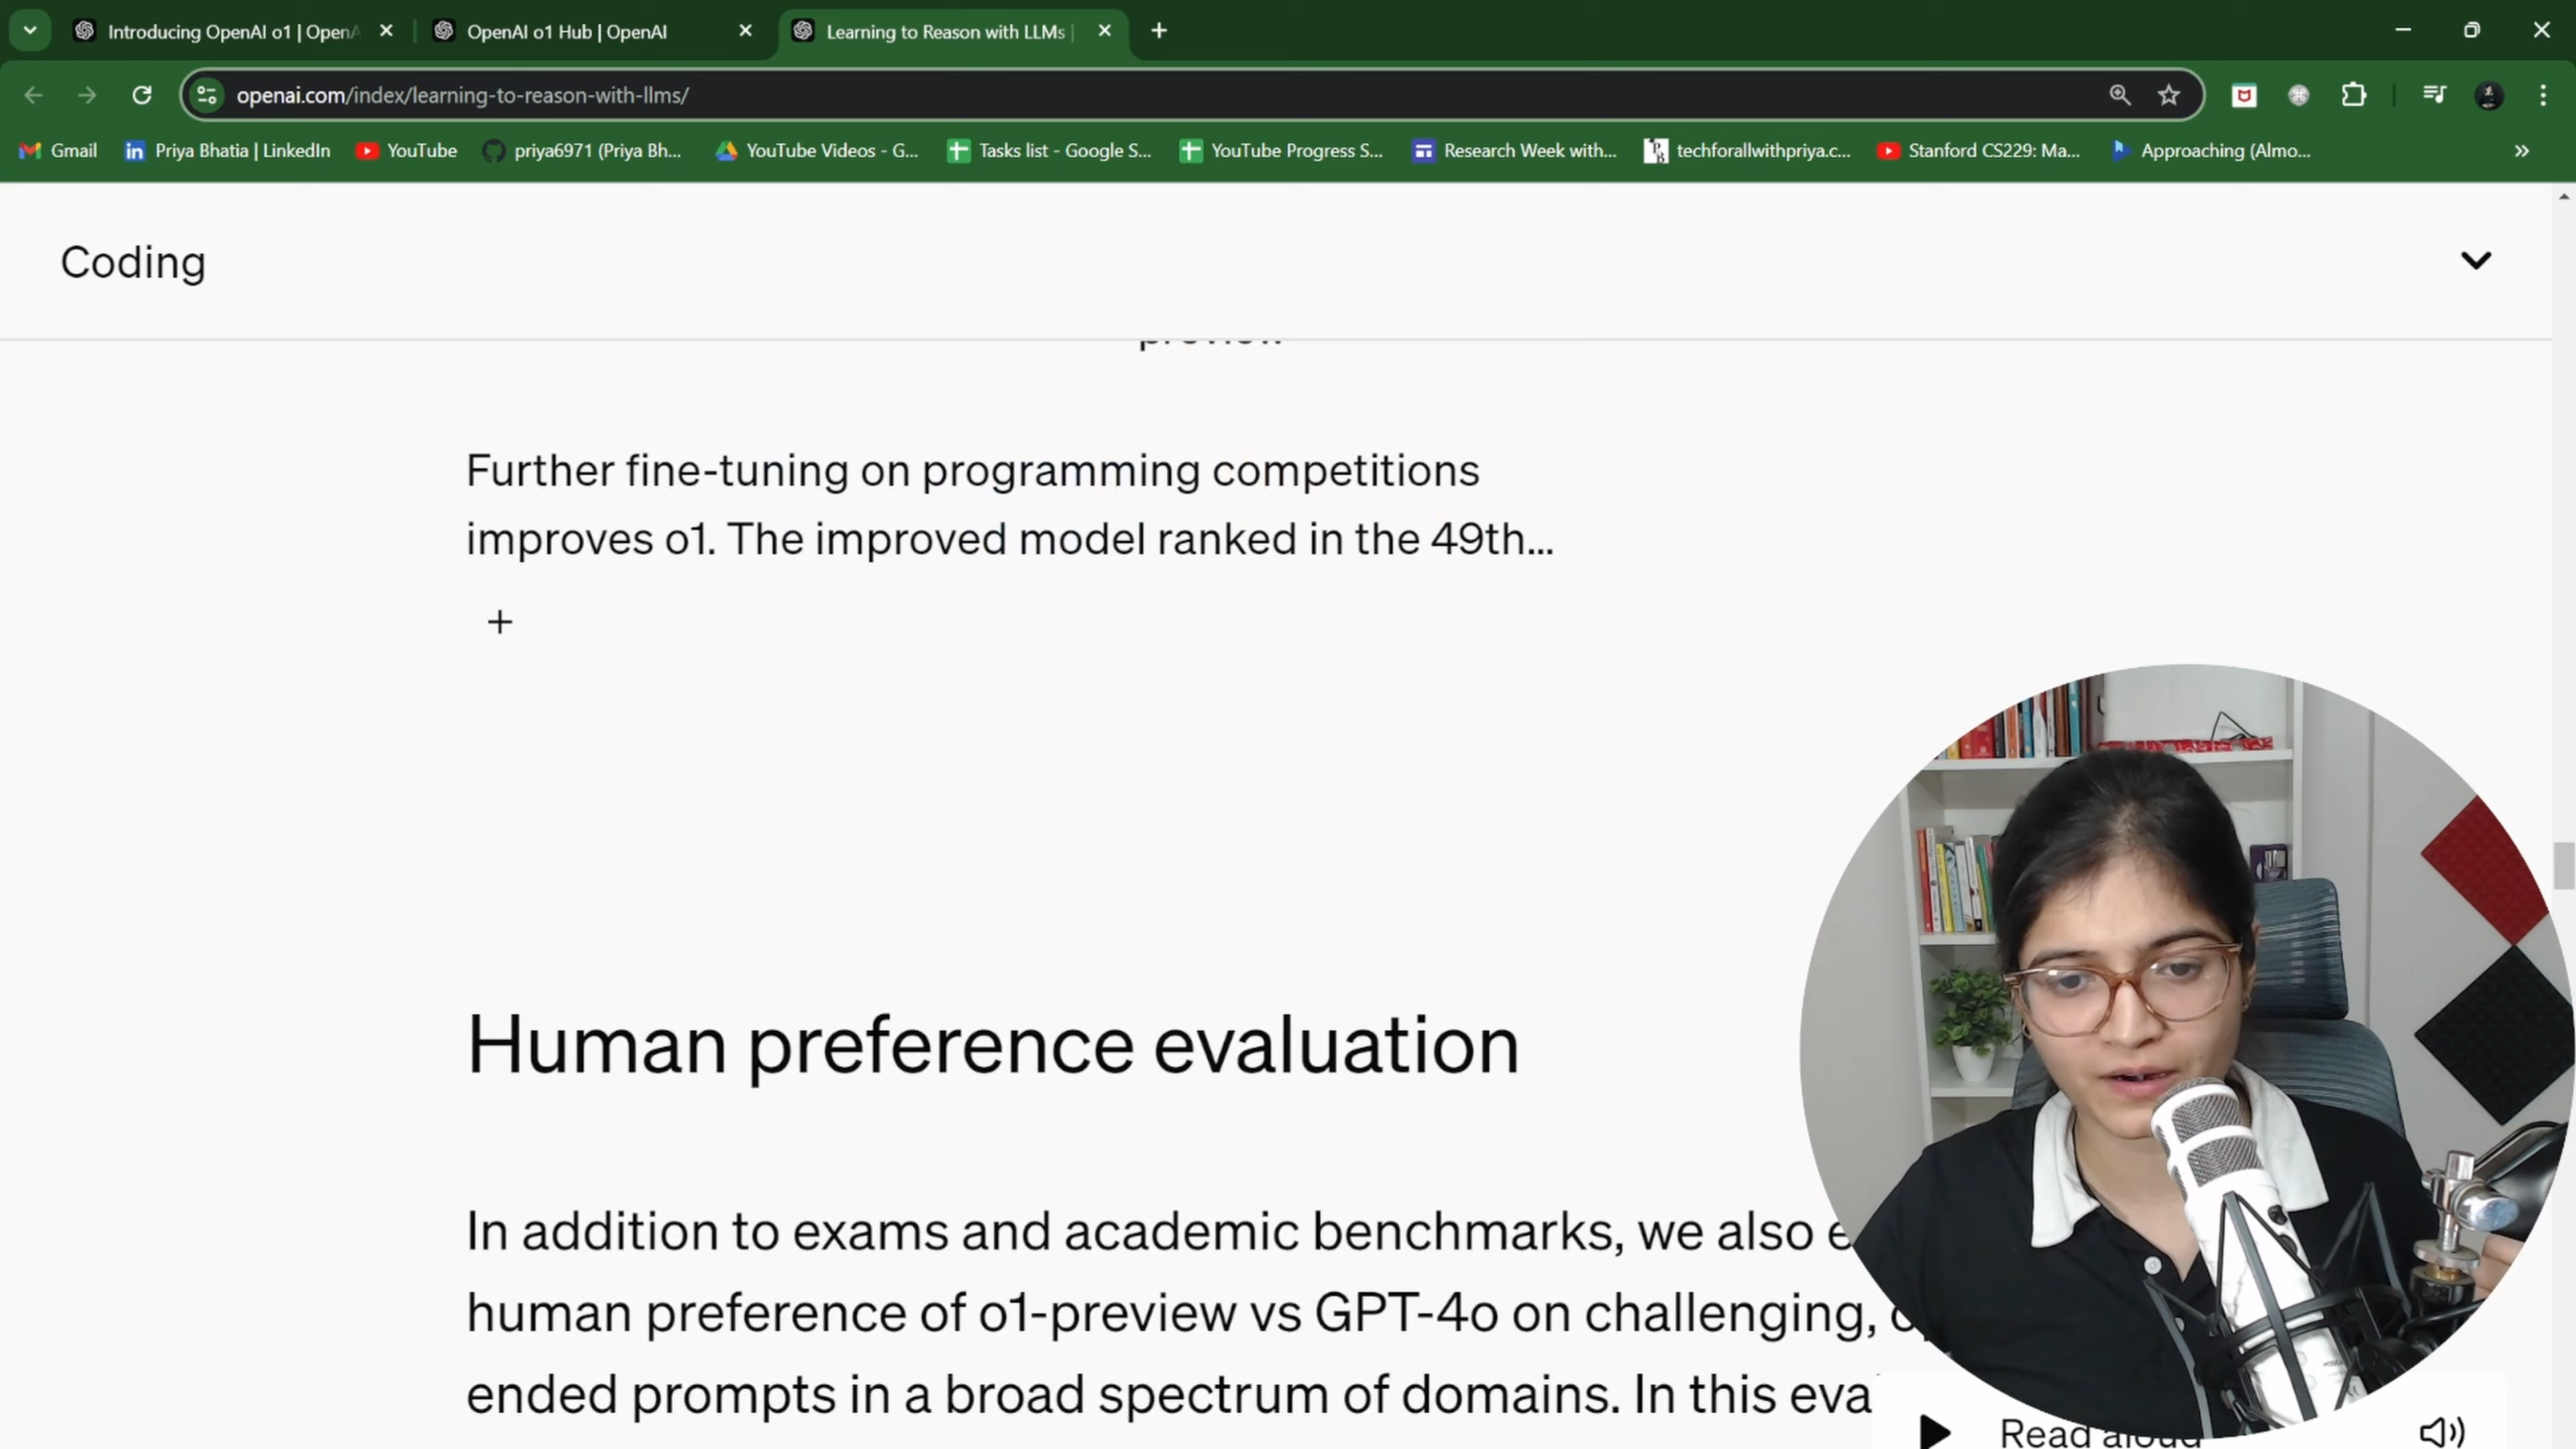 Introducing OpenAI o1 | OpenA
OpenAI o1 Hub | OpenAI
Learning to Reason with LLMs |
openai.com/index/learning-to-reason-with-llms/
Gmail
Priya Bhatia | LinkedIn
YouTube
priya6971 (Priya Bh...
YouTube Videos - G...
Tasks list - Google S...
YouTube Progress S...
Research Week with...
techforallwithpriya.c...
Stanford CS229: Ma...
Approaching (Almo...
Coding
preview
Further fine-tuning on programming competitions
improves o1. The improved model ranked in the 49th...
Human preference evaluation
In addition to exams and academic benchmarks, we also e
human preference of o1-preview vs GPT-4o on challenging,
ended prompts in a broad spectrum of domains. In this eva
Read aloud